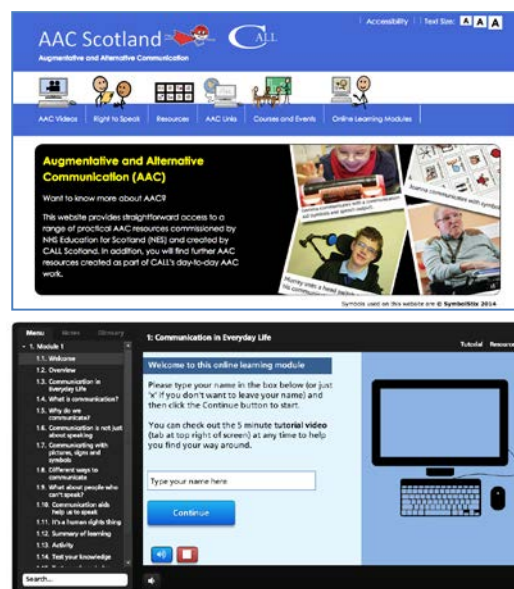 Accessibility | Text Size: A A A
AAC Scotland CALL
Augmentative and Alternative Communication
AAC Videos Right to Speak Resources AAC Links Courses and Events Online Learning Modules
Augmentative and Alternative
Communication (AAC)
Want to know more about AAC?
This website provides straightforward access to a
range of practical AAC resources commissioned by
NHS Education for Scotland (NES) and created by
CALL Scotland. In addition, you will find further AAC
resources created as part of CALL's day-to-day AAC
work.
Joanna communicates with symbols
Murray uses a head switch
Symbols used on this website are © SymbolStix 2014
Menu Notes Glossary
1. Module 1
1.1. Welcome
1.2. Overview
1.3. Communication in
Everyday Life
1.4. What is communication?
1.5. Why do we
communicate?
1.6. Communication is not just
about speaking
1.7. Communicating with
pictures, signs and
symbols
1.8. Different ways to
communicate
1.9. What about people who
can't speak?
1.10. Communication aids
help us to speak
1.11. It's a human rights thing
1.12. Summary of learning
1.13. Activity
1.14. Test your knowledge
Search...
1: Communication in Everyday Life
Tutorial Resource
Welcome to this online learning module
Please type your name in the box below (or just
'x' if you don't want to leave your name) and
then click the Continue button to start.
You can check out the 5 minute tutorial video
(tab at top right of screen) at any time to help
you find your way around.
Type your name here
Continue